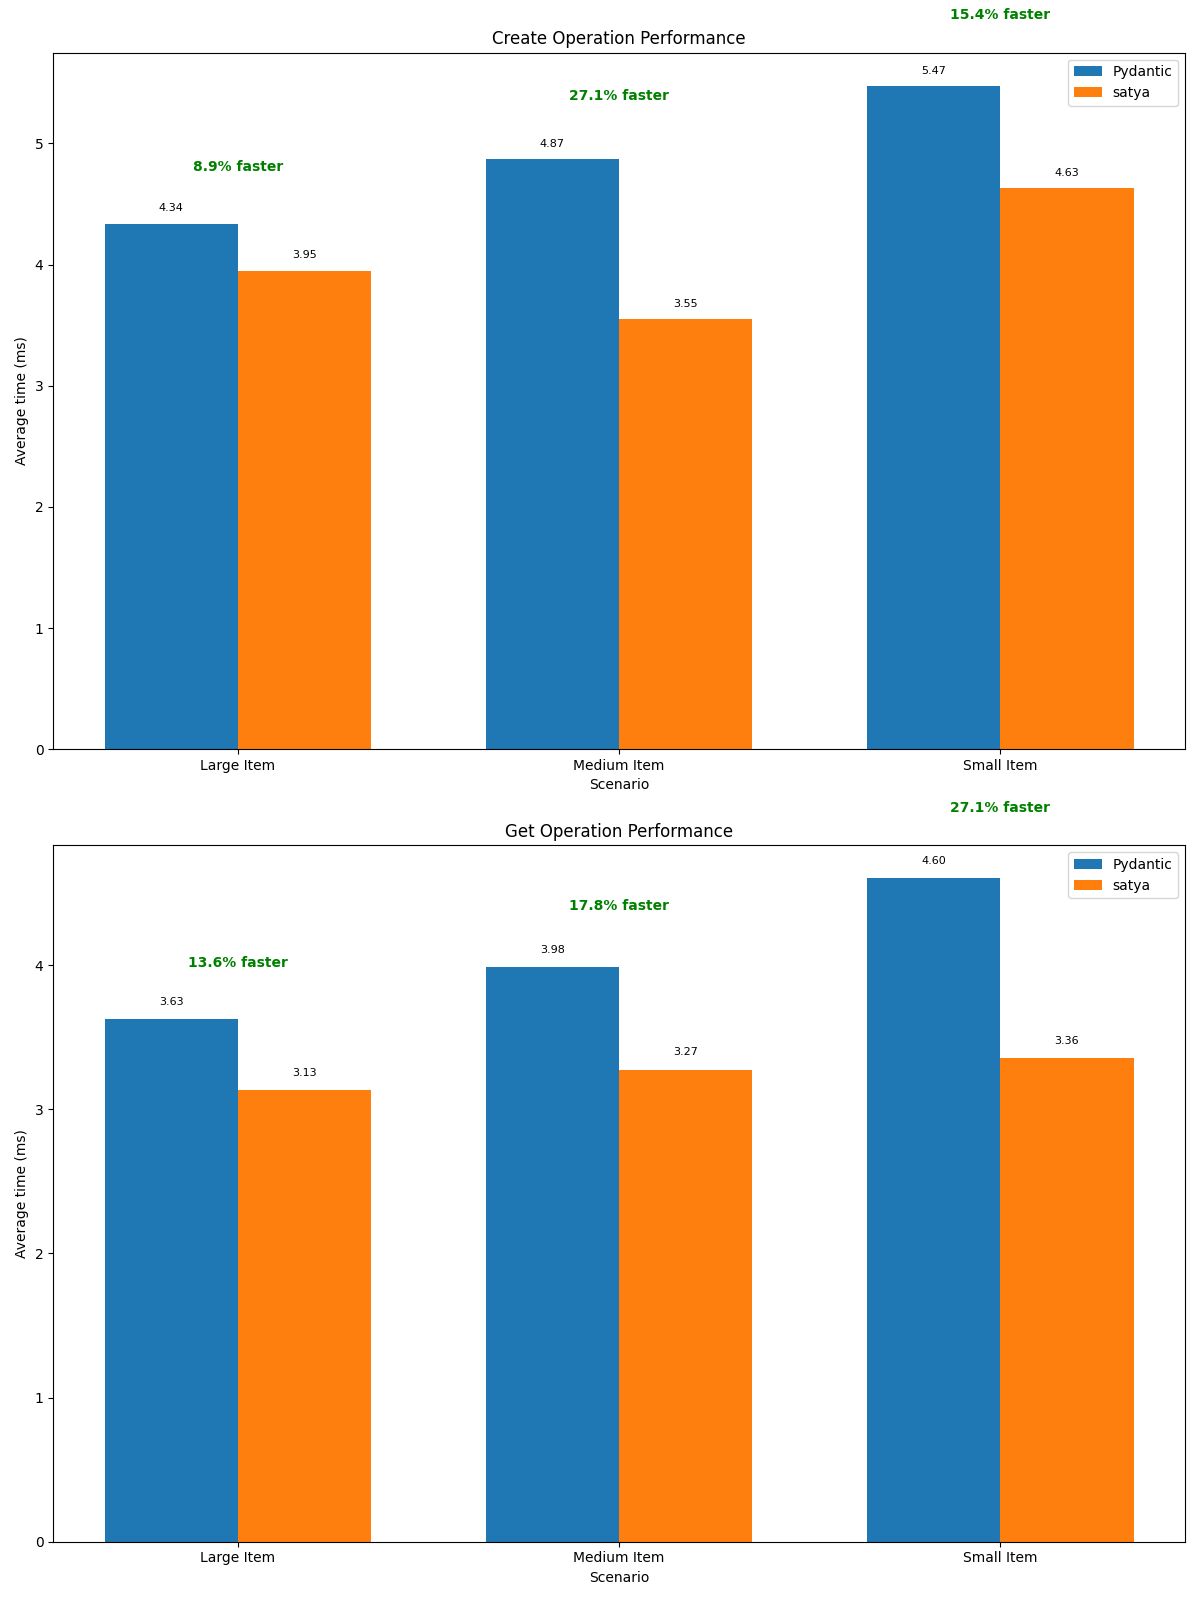 15.4% faster
Create Operation Performance
Pydantic
satya
5.47
27.1% faster
4.87
8.9% faster
4.63
4.34
3.95
3.55
Average time (ms)
5
4
3
2
1
0
Large Item
Medium Item
Small Item
Scenario
27.1% faster
Get Operation Performance
Pydantic
satya
4.60
17.8% faster
3.98
13.6% faster
3.63
3.36
3.27
3.13
Average time (ms)
4
3
2
1
0
Large Item
Medium Item
Small Item
Scenario